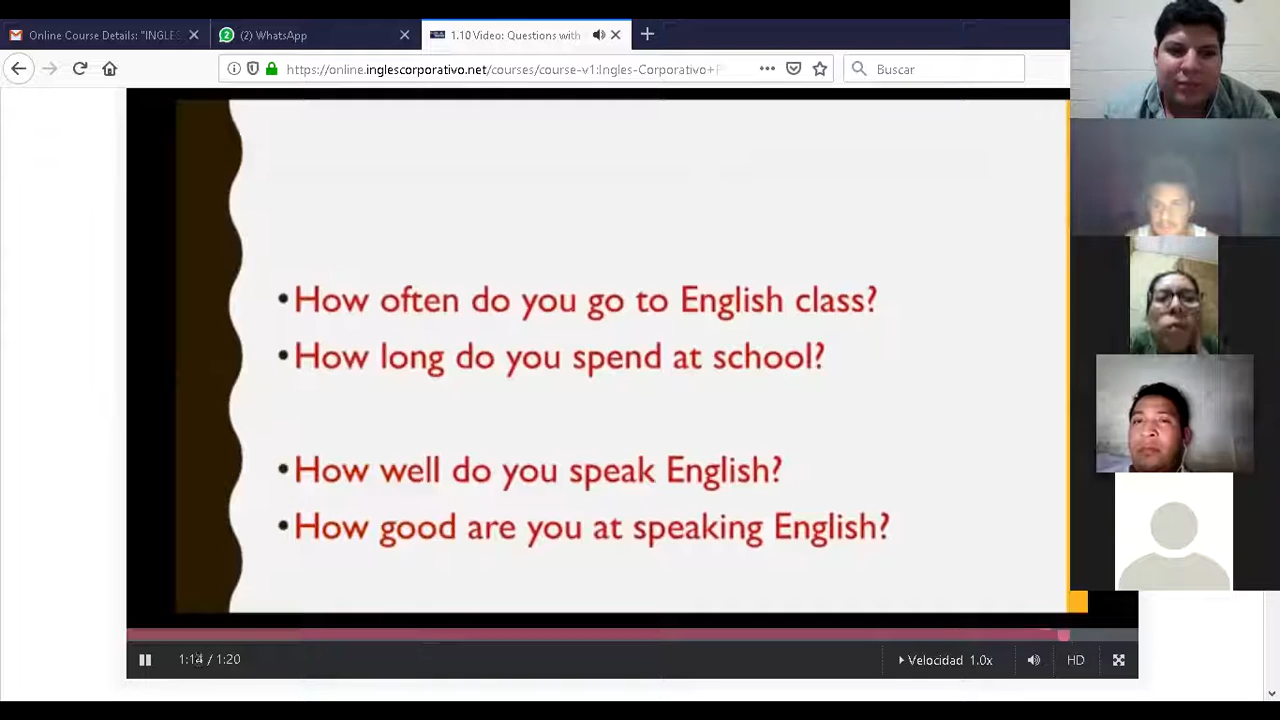 Online Course Details: "INGLES
(2) WhatsApp
1.10 Video: Questions with
https://online.inglescorporativo.net/courses/course-v1:Ingles-Corporativo+
Buscar
•How often do you go to English class?
•How long do you spend at school?
•How well do you speak English?
•How good are you at speaking English?
1:14 / 1:20
Velocidad 1.0x
HD